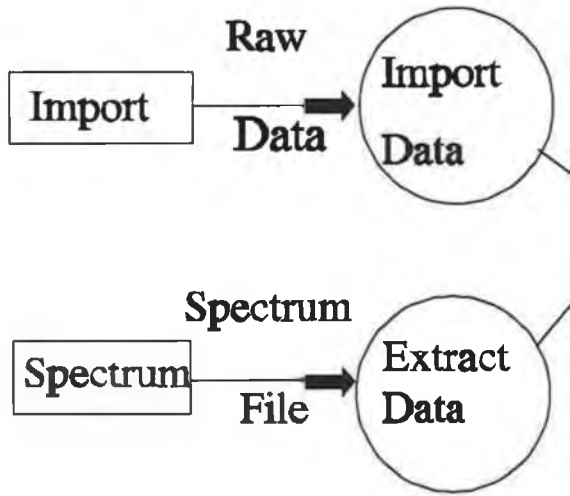 Raw
Import
Data
Import
Data
Spectrum
Spectrum
File
Extract
Data